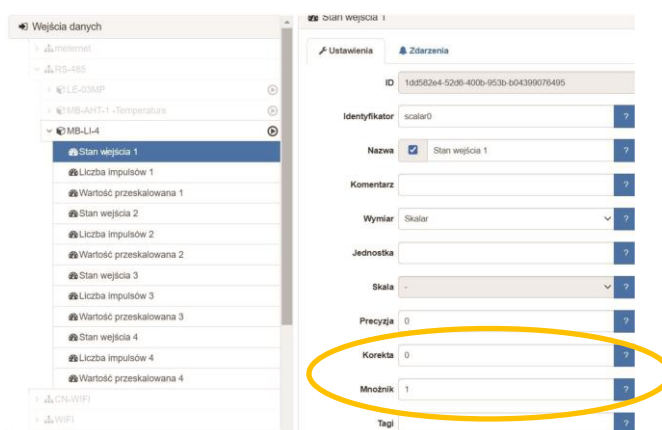 Wejścia danych
meternet
RS-485
LE-03MP
MB-AHT-1 -Temperature
MB-LI-4
Stan wejścia 1
Liczba impulsów 1
Wartość przeskalowana 1
Stan wejścia 2
Liczba impulsów 2
Wartość przeskalowana 2
Stan wejścia 3
Liczba impulsów 3
Wartość przeskalowana 3
Stan wejścia 4
Liczba impulsów 4
Wartość przeskalowana 4
CN-WIFI
WIFI
Stan wejścia 1
Ustawienia Zdarzenia
ID 1dd582e4-52d6-400b-953b-b04399076495
Identyfikator scalar0 ?
Nazwa Stan wejścia 1 ?
Komentarz ?
Wymiar Skalar ?
Jednostka ?
Skala - ?
Precyzja 0 ?
Korekta 0 ?
Mnożnik 1 ?
Tagi ?